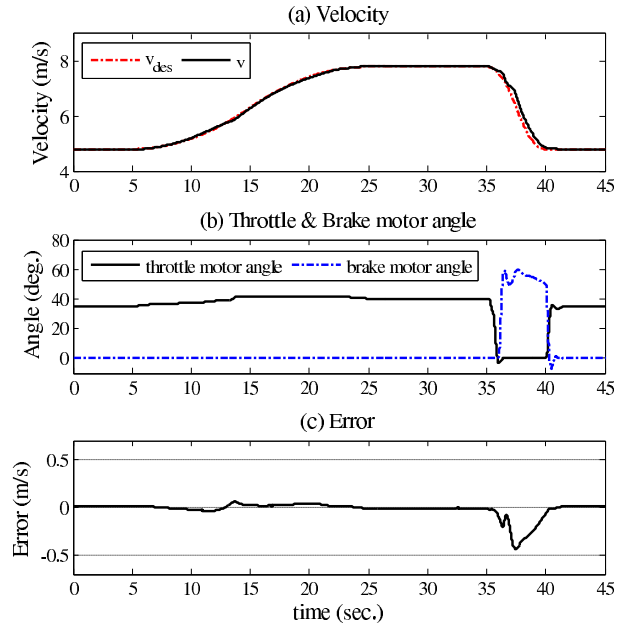 (a) Velocity
8
6
4
Velocity (m/s)
v_des v
0 5 10 15 20 25 30 35 40 45
(b) Throttle & Brake motor angle
80
60
40
20
0
Angle (deg.)
throttle motor angle brake motor angle
0 5 10 15 20 25 30 35 40 45
(c) Error
0.5
0
-0.5
Error (m/s)
0 5 10 15 20 25 30 35 40 45
time (sec.)